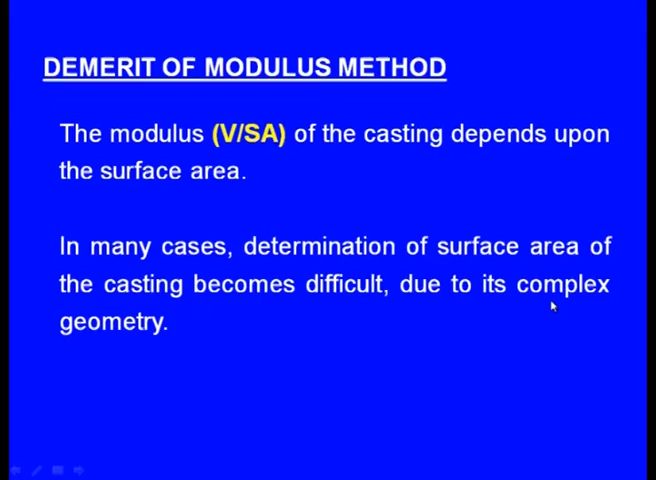 DEMERIT OF MODULUS METHOD
The modulus (V/SA) of the casting depends upon
the surface area.
In many cases, determination of surface area of
the casting becomes difficult, due to its complex
geometry.